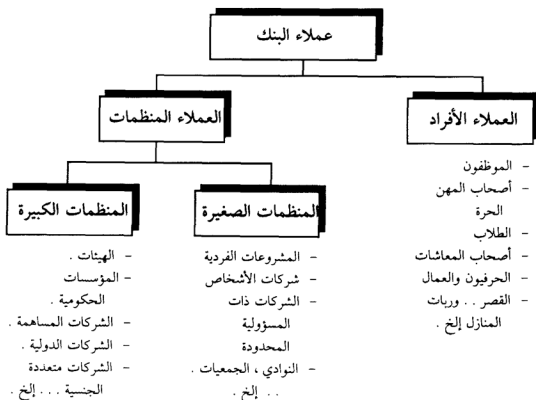 عملاء البنك
العملاء الأفراد
- الموظفون
- أصحاب المهن
الحرة
- الطلاب
- أصحاب المعاشات
- الحرفيون والعمال
- القصر . . وربات
المنازل إلخ .
العملاء المنظمات
المنظمات الصغيرة
- المشروعات الفردية
- شركات الأشخاص
- الشركات ذات
المسؤولية
المحدودة
- النوادي ، الجمعيات .
. . إلخ .
المنظمات الكبيرة
- الهيئات .
- المؤسسات
الحكومية .
- الشركات المساهمة .
- الشركات الدولية .
- الشركات متعددة
الجنسية . . . إلخ .